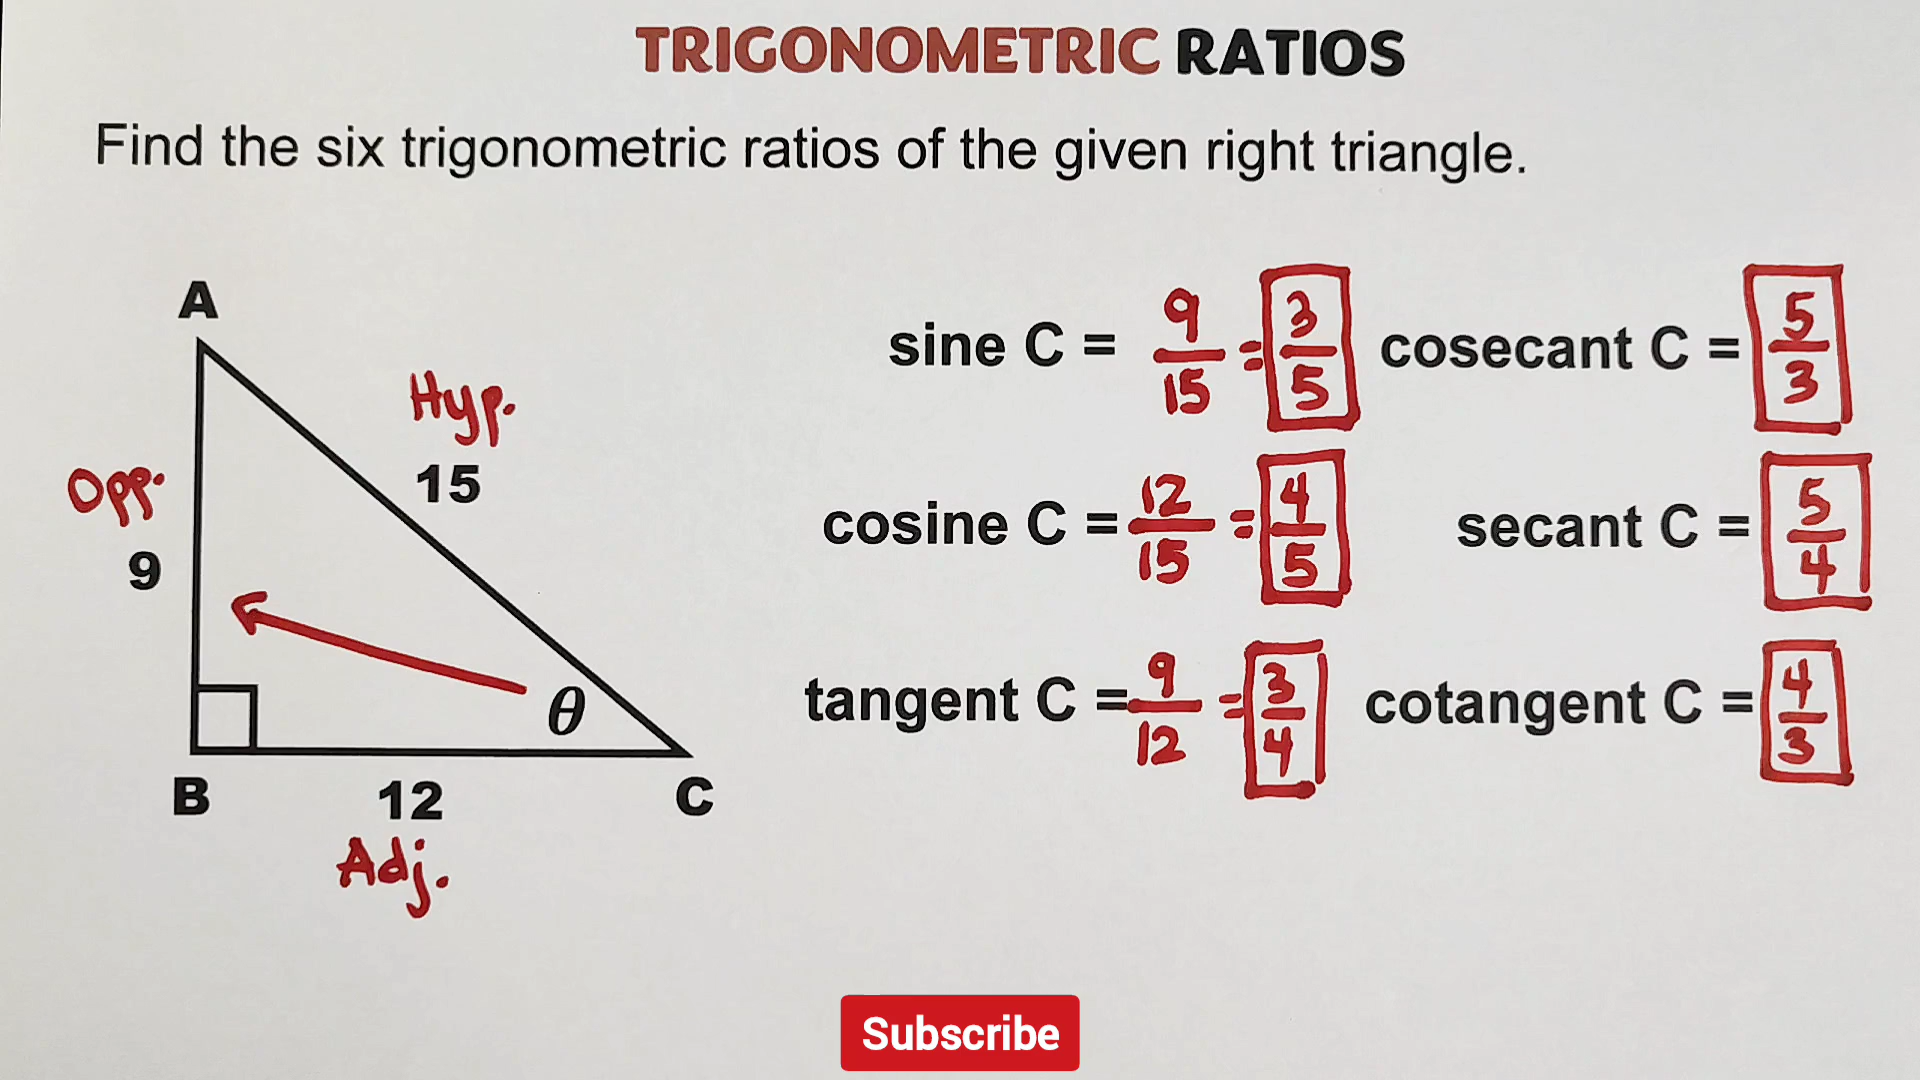 TRIGONOMETRIC RATIOS
Find the six trigonometric ratios of the given right triangle.
A
Hyp.
15
Opp.
9
θ
B
12
C
Adj.
sine C = 9/15 = 3/5
cosecant C = 5/3
cosine C = 12/15 = 4/5
secant C = 5/4
tangent C = 9/12 = 3/4
cotangent C = 4/3
Subscribe